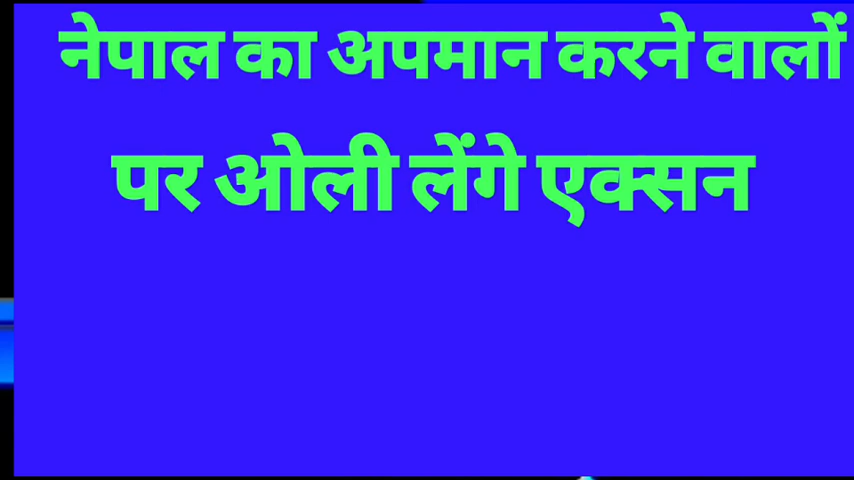 नेपाल का अपमान करने वालों
पर ओली लेंगे एक्सन